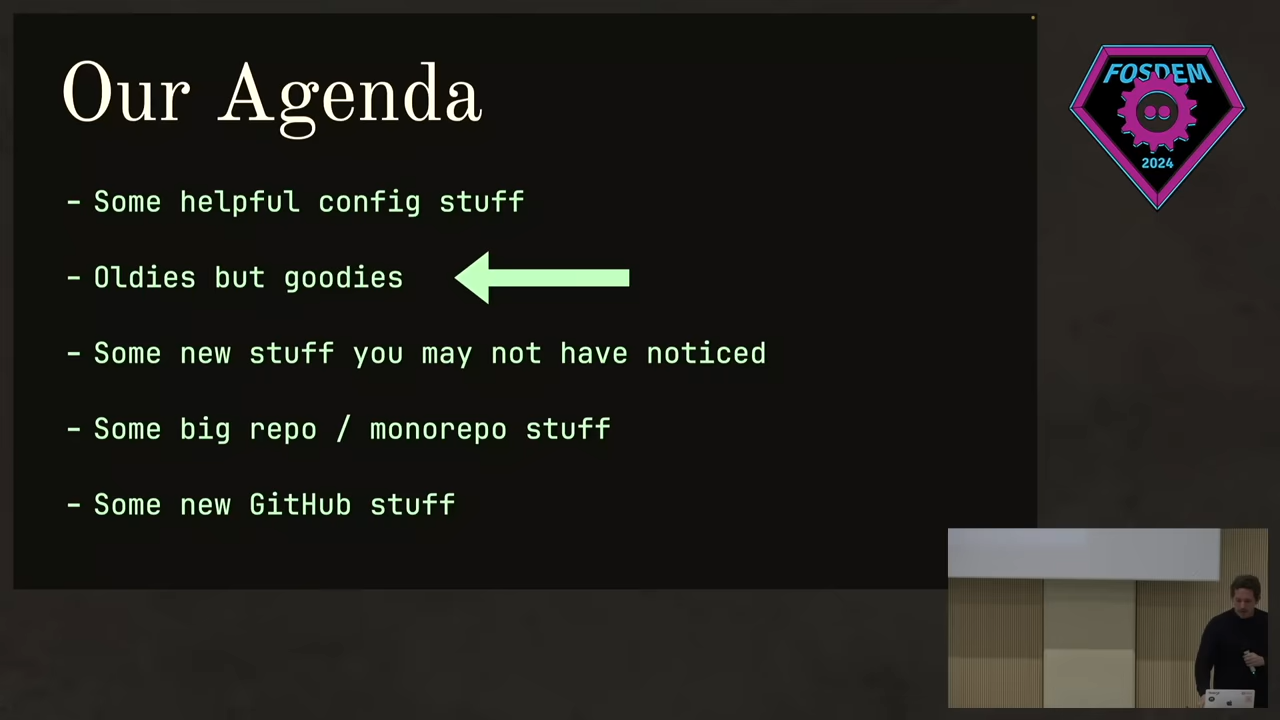 Our Agenda
FOSDEM
2024
- Some helpful config stuff
- Oldies but goodies
- Some new stuff you may not have noticed
- Some big repo / monorepo stuff
- Some new GitHub stuff